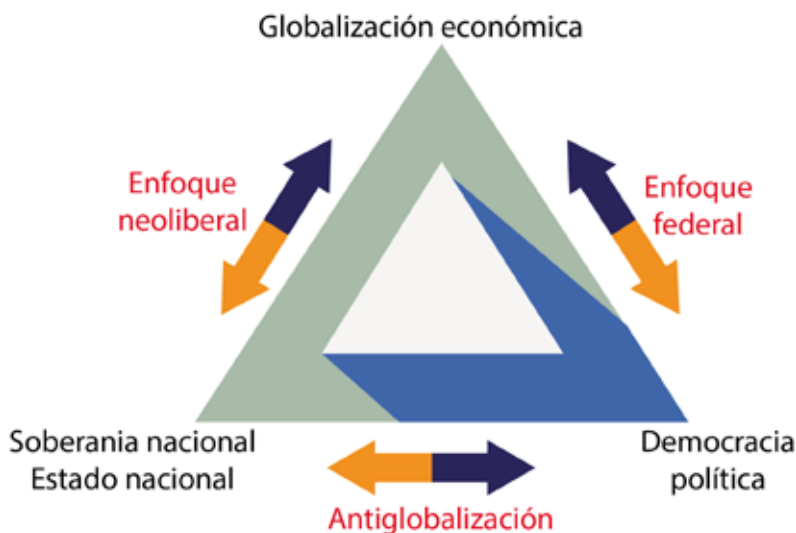 Globalización económica
Enfoque
neoliberal
Enfoque
federal
Soberania nacional
Estado nacional
Democracia
política
Antiglobalización